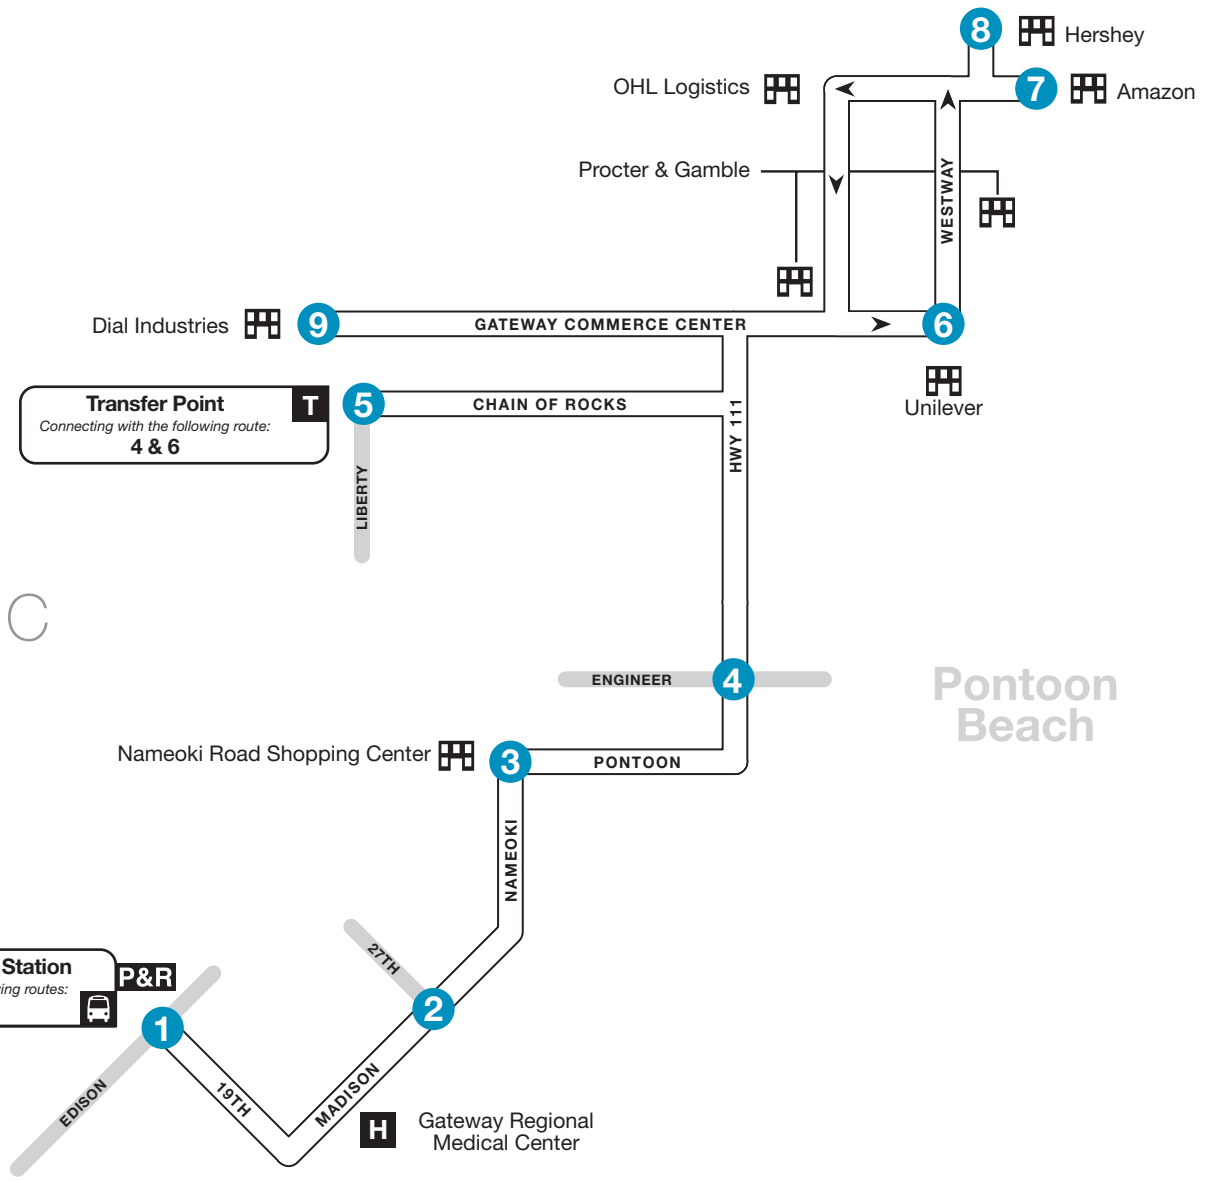 8
Hershey
OHL Logistics
7
Amazon
Procter & Gamble
WESTWAY
Dial Industries
9
GATEWAY COMMERCE CENTER
6
Unilever
Transfer Point
T
Connecting with the following route:
4 & 6
5
CHAIN OF ROCKS
HWY 111
LIBERTY
C
ENGINEER
4
Pontoon
Beach
Nameoki Road Shopping Center
3
PONTOON
NAMEOKI
27TH
Station
P&R
ing routes:
1
2
EDISON
19TH
MADISON
H
Gateway Regional
Medical Center